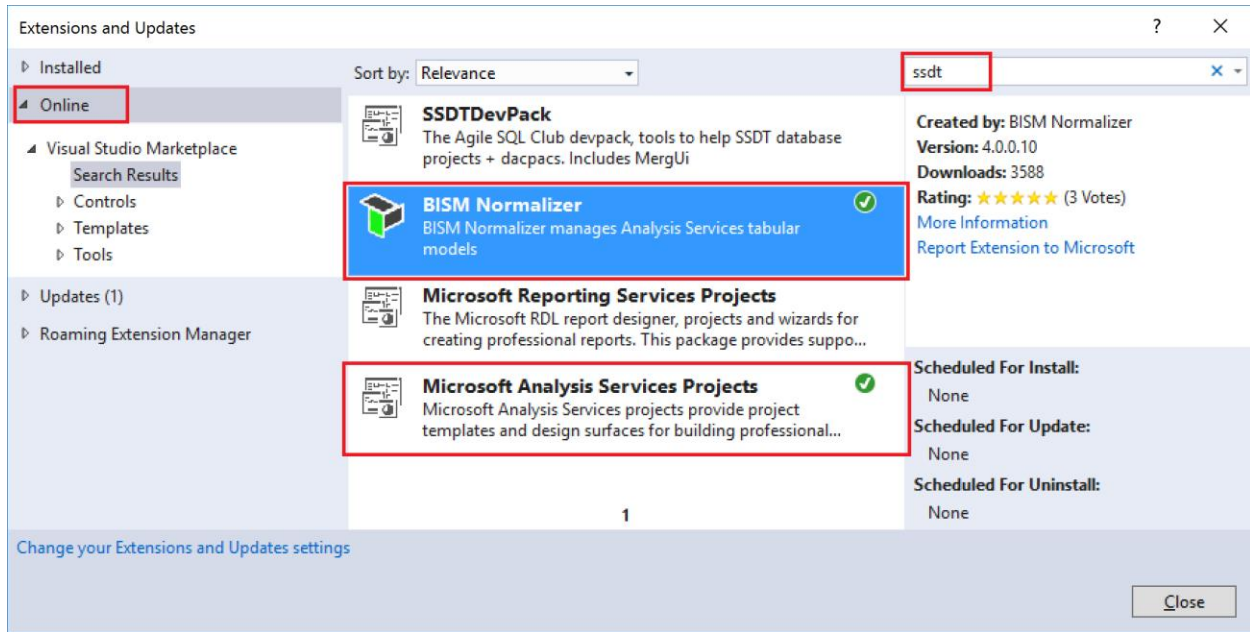 Extensions and Updates
?
Installed
Online
Visual Studio Marketplace
Search Results
Controls
Templates
Tools
Updates (1)
Roaming Extension Manager
Sort by: Relevance
SSDTDevPack
The Agile SQL Club devpack, tools to help SSDT database
projects + dacpacs. Includes MergUi
BISM Normalizer
BISM Normalizer manages Analysis Services tabular
models
Microsoft Reporting Services Projects
The Microsoft RDL report designer, projects and wizards for
creating professional reports. This package provides suppo...
Microsoft Analysis Services Projects
Microsoft Analysis Services projects provide project
templates and design surfaces for building professional...
1
ssdt
Created by: BISM Normalizer
Version: 4.0.0.10
Downloads: 3588
Rating: ★★★★★ (3 Votes)
More Information
Report Extension to Microsoft
Scheduled For Install:
None
Scheduled For Update:
None
Scheduled For Uninstall:
None
Change your Extensions and Updates settings
Close